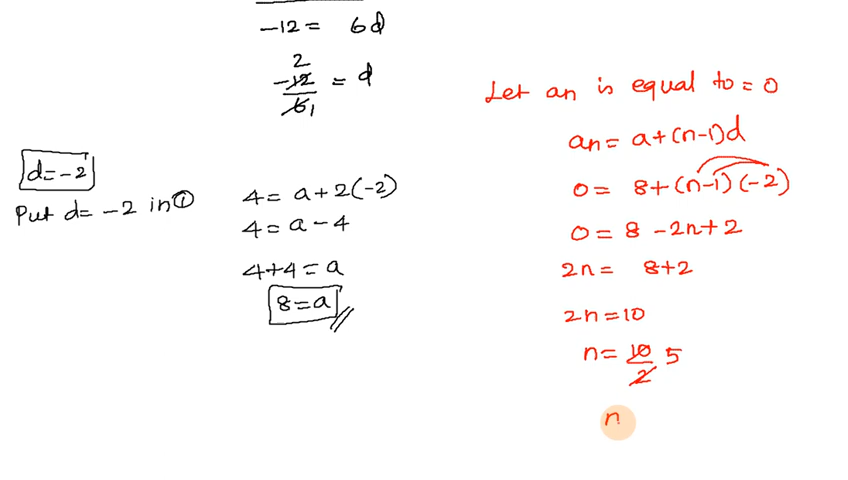 -12 = 6d
2
-12/6 1 = d
d=-2
Put d= -2 in ①
4 = a + 2(-2)
4 = a - 4
4+4 = a
8 = a //
Let an is equal to = 0
an = a+(n-1)d
0 = 8+(n-1)(-2)
0 = 8 -2n+2
2n = 8+2
2n = 10
n = 10/2 5
n